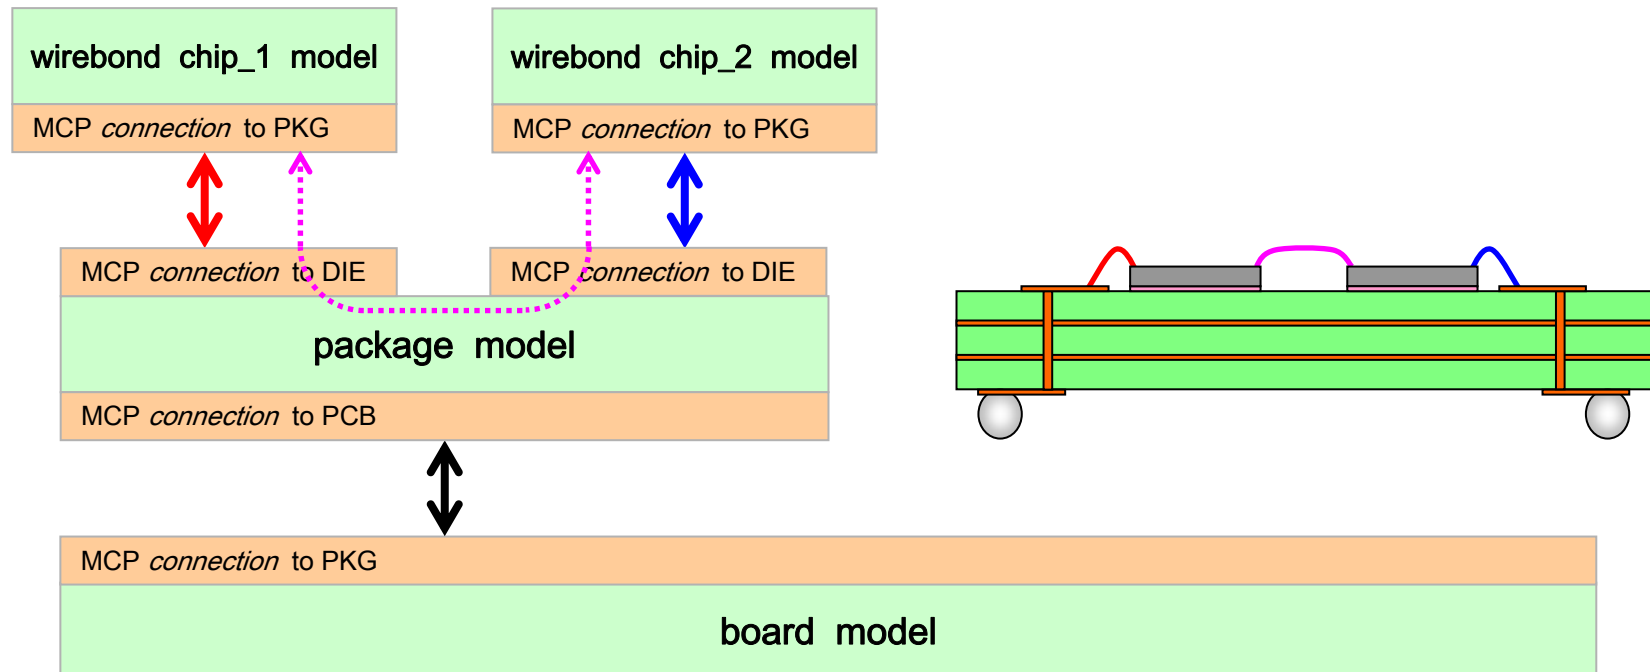 wirebond chip_1 model
wirebond chip_2 model
MCP connection to PKG
MCP connection to PKG
MCP connection to DIE
MCP connection to DIE
package model
MCP connection to PCB
MCP connection to PKG
board model